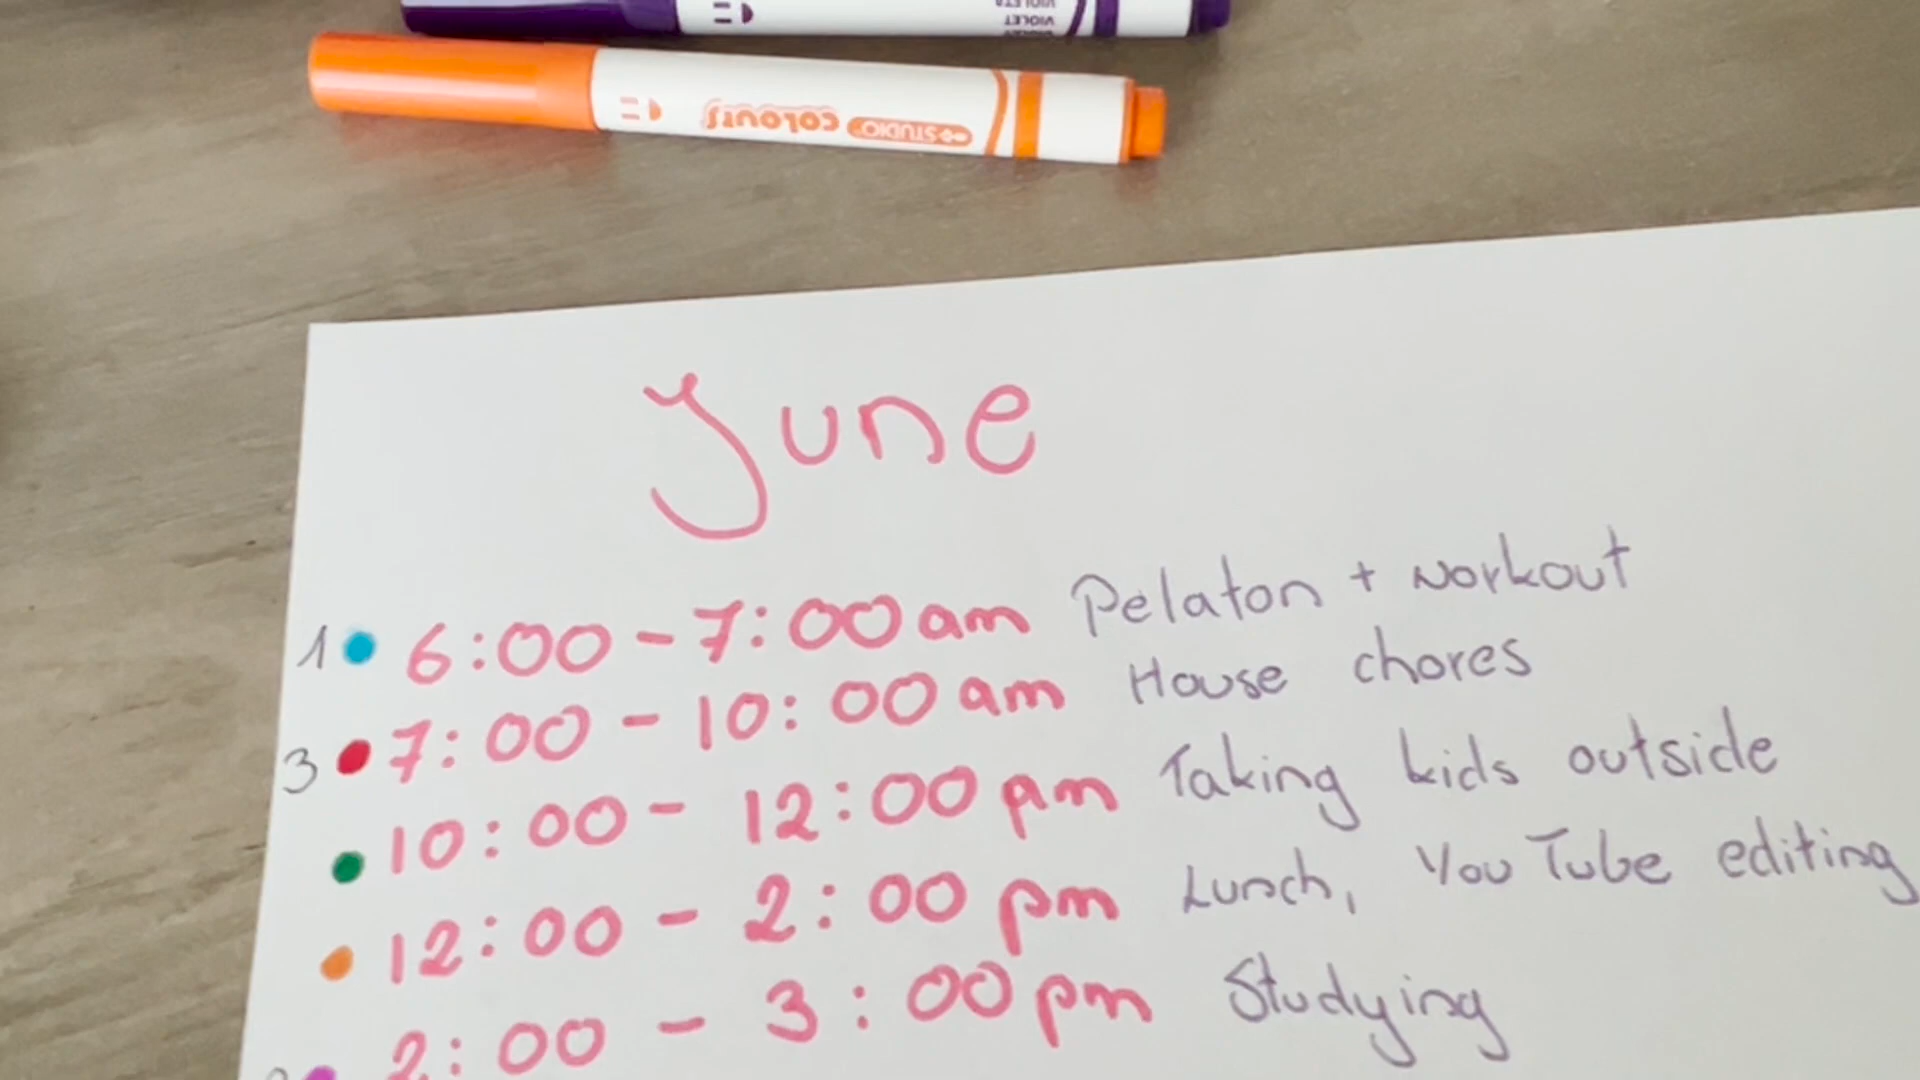 VIOLETA
VIOLET
STUDIO COLOURS
June
1 6:00 - 7:00 am Pelaton + workout
3 7:00 - 10:00 am House chores
10:00 - 12:00 pm Taking kids outside
12:00 - 2:00 pm Lunch, YouTube editing
2:00 - 3:00 pm Studying